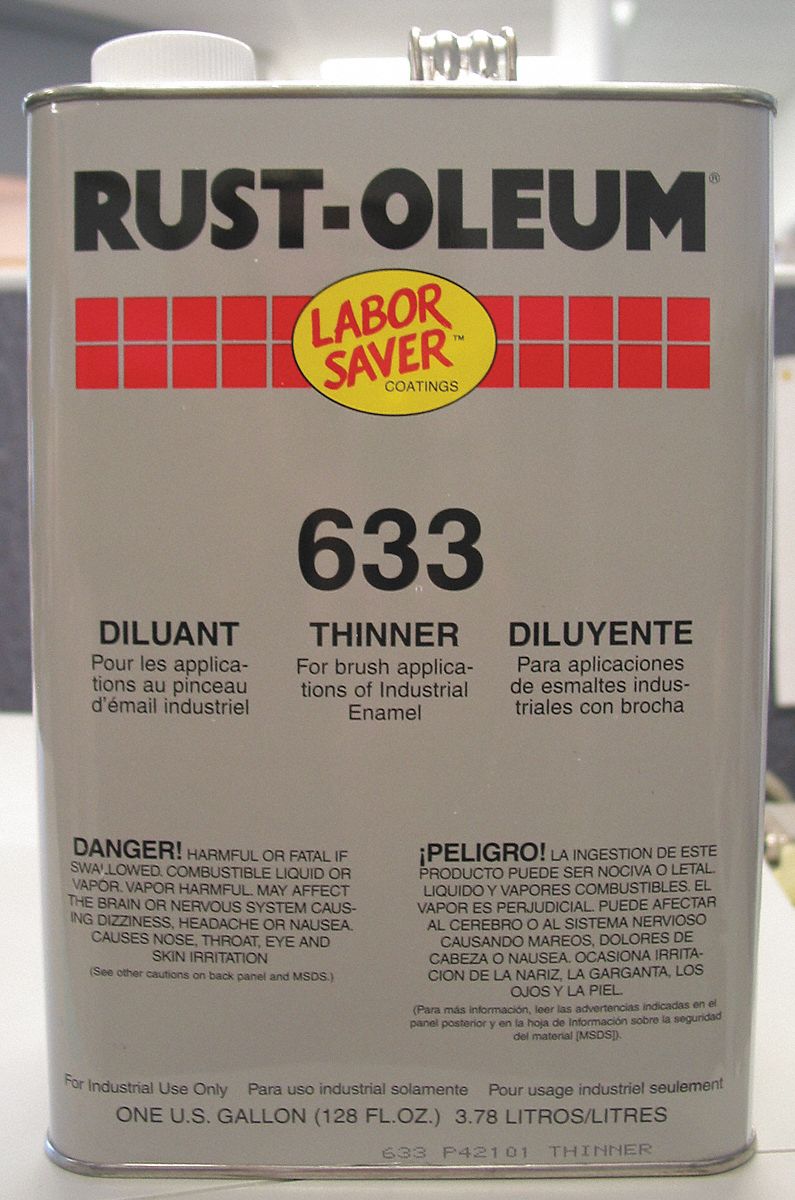 RUST-OLEUM®
LABOR
SAVER™
COATINGS
633
DILUANT
Pour les applica-
tions au pinceau
d'émail industriel
THINNER
For brush applica-
tions of Industrial
Enamel
DILUYENTE
Para aplicaciones
de esmaltes indus-
triales con brocha
DANGER! HARMFUL OR FATAL IF
SWALLOWED. COMBUSTIBLE LIQUID OR
VAPOR. VAPOR HARMFUL. MAY AFFECT
THE BRAIN OR NERVOUS SYSTEM CAUS-
ING DIZZINESS, HEADACHE OR NAUSEA.
CAUSES NOSE, THROAT, EYE AND
SKIN IRRITATION
(See other cautions on back panel and MSDS.)
¡PELIGRO! LA INGESTION DE ESTE
PRODUCTO PUEDE SER NOCIVA O LETAL.
LIQUIDO Y VAPORES COMBUSTIBLES. EL
VAPOR ES PERJUDICIAL. PUEDE AFECTAR
AL CEREBRO O AL SISTEMA NERVIOSO
CAUSANDO MAREOS, DOLORES DE
CABEZA O NAUSEA. OCASIONA IRRITA-
CION DE LA NARIZ, LA GARGANTA, LOS
OJOS Y LA PIEL.
(Para más información, leer las advertencias indicadas en el
panel posterior y en la hoja de Información sobre la seguridad
del material [MSDS]).
For Industrial Use Only Para uso industrial solamente Pour usage industriel seulement
ONE U.S. GALLON (128 FL.OZ.) 3.78 LITROS/LITRES
633 P42101 THINNER